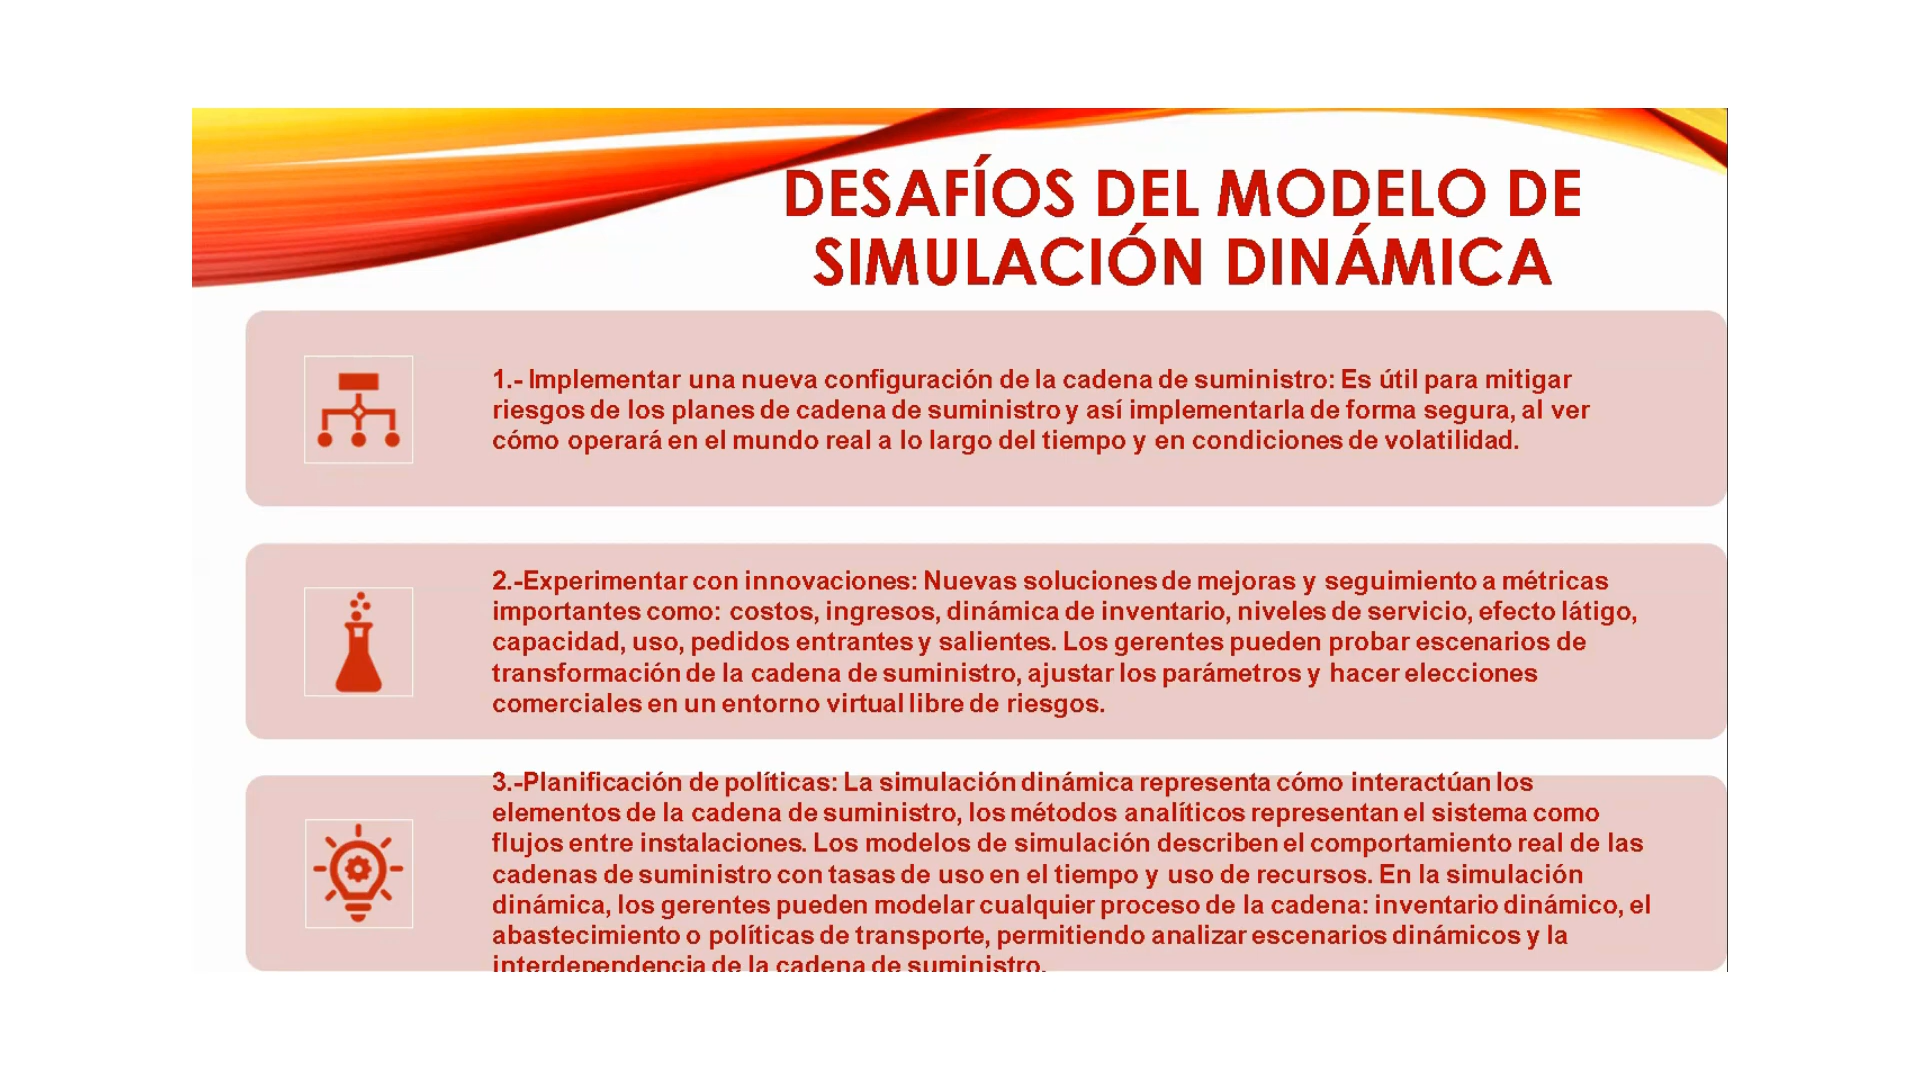 DESAFÍOS DEL MODELO DE
SIMULACIÓN DINÁMICA
1.- Implementar una nueva configuración de la cadena de suministro: Es útil para mitigar
riesgos de los planes de cadena de suministro y así implementarla de forma segura, al ver
cómo operará en el mundo real a lo largo del tiempo y en condiciones de volatilidad.
2.-Experimentar con innovaciones: Nuevas soluciones de mejoras y seguimiento a métricas
importantes como: costos, ingresos, dinámica de inventario, niveles de servicio, efecto látigo,
capacidad, uso, pedidos entrantes y salientes. Los gerentes pueden probar escenarios de
transformación de la cadena de suministro, ajustar los parámetros y hacer elecciones
comerciales en un entorno virtual libre de riesgos.
3.-Planificación de políticas: La simulación dinámica representa cómo interactúan los
elementos de la cadena de suministro, los métodos analíticos representan el sistema como
flujos entre instalaciones. Los modelos de simulación describen el comportamiento real de las
cadenas de suministro con tasas de uso en el tiempo y uso de recursos. En la simulación
dinámica, los gerentes pueden modelar cualquier proceso de la cadena: inventario dinámico, el
abastecimiento o políticas de transporte, permitiendo analizar escenarios dinámicos y la
interdependencia de la cadena de suministro.